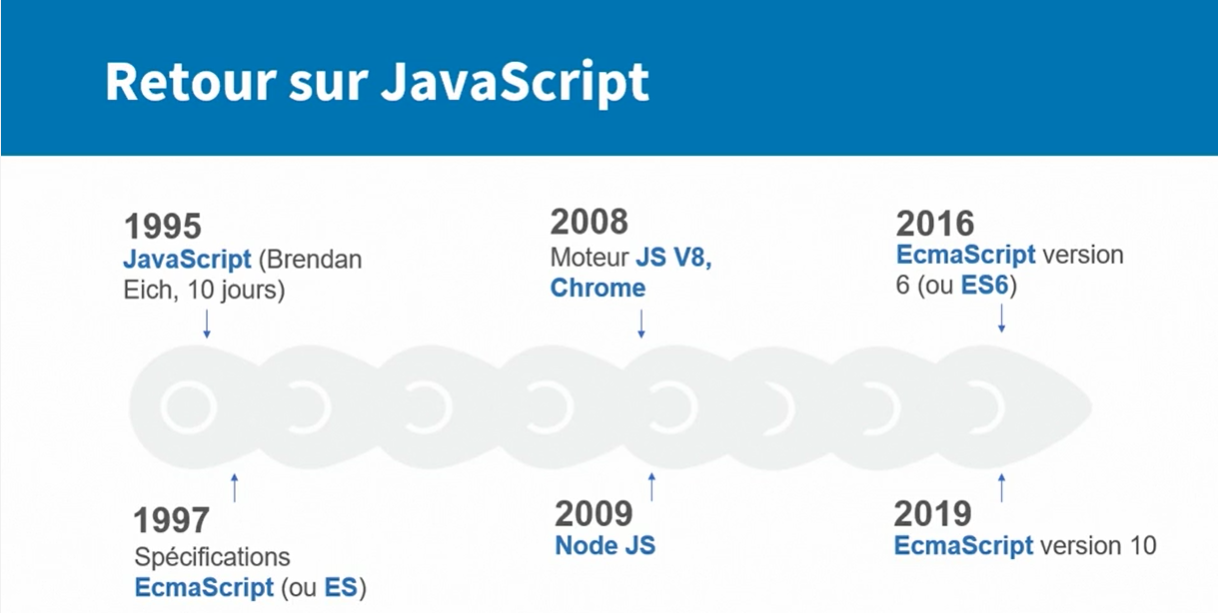 Retour sur JavaScript
1995
JavaScript (Brendan
Eich, 10 jours)
2008
Moteur JS V8,
Chrome
2016
EcmaScript version
6 (ou ES6)
1997
Spécifications
EcmaScript (ou ES)
2009
Node JS
2019
EcmaScript version 10